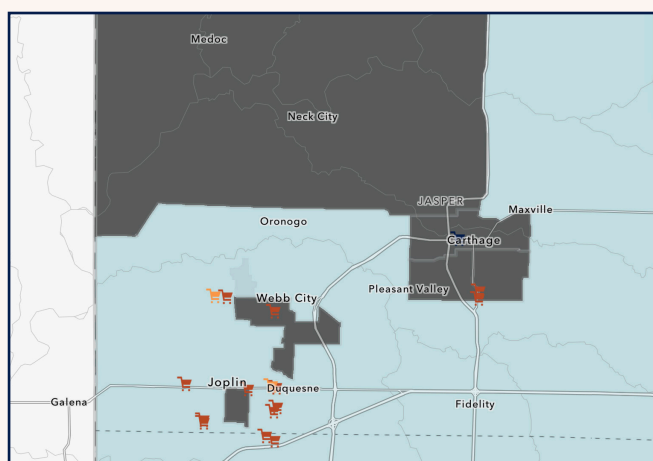 Medoc
Neck City
JASPER
Maxville
Oronogo
Carthage
Pleasant Valley
Webb City
Joplin
Duquesne
Galena
Fidelity